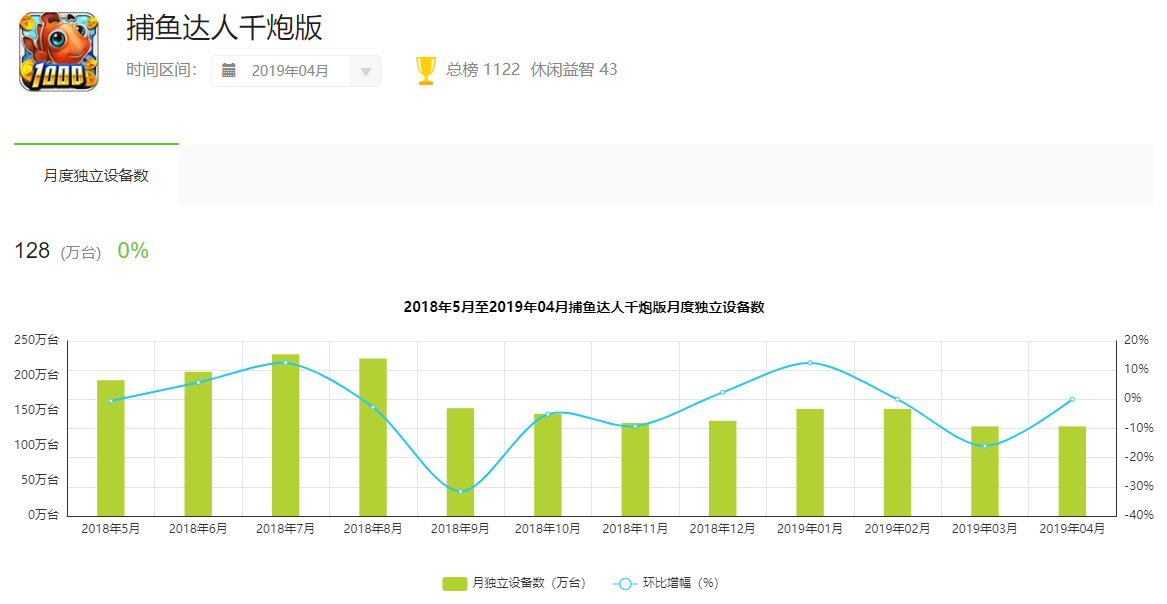 捕鱼达人千炮版
1000
时间区间： 2019年04月 总榜 1122 休闲益智 43
月度独立设备数
128 (万台) 0%
2018年5月至2019年04月捕鱼达人千炮版月度独立设备数
250万台 20%
200万台 10%
150万台 0%
100万台 -10%
50万台 -20%
0万台 -30%
-40%
2018年5月 2018年6月 2018年7月 2018年8月 2018年9月 2018年10月 2018年11月 2018年12月 2019年01月 2019年02月 2019年03月 2019年04月
月独立设备数（万台） 环比增幅（%）